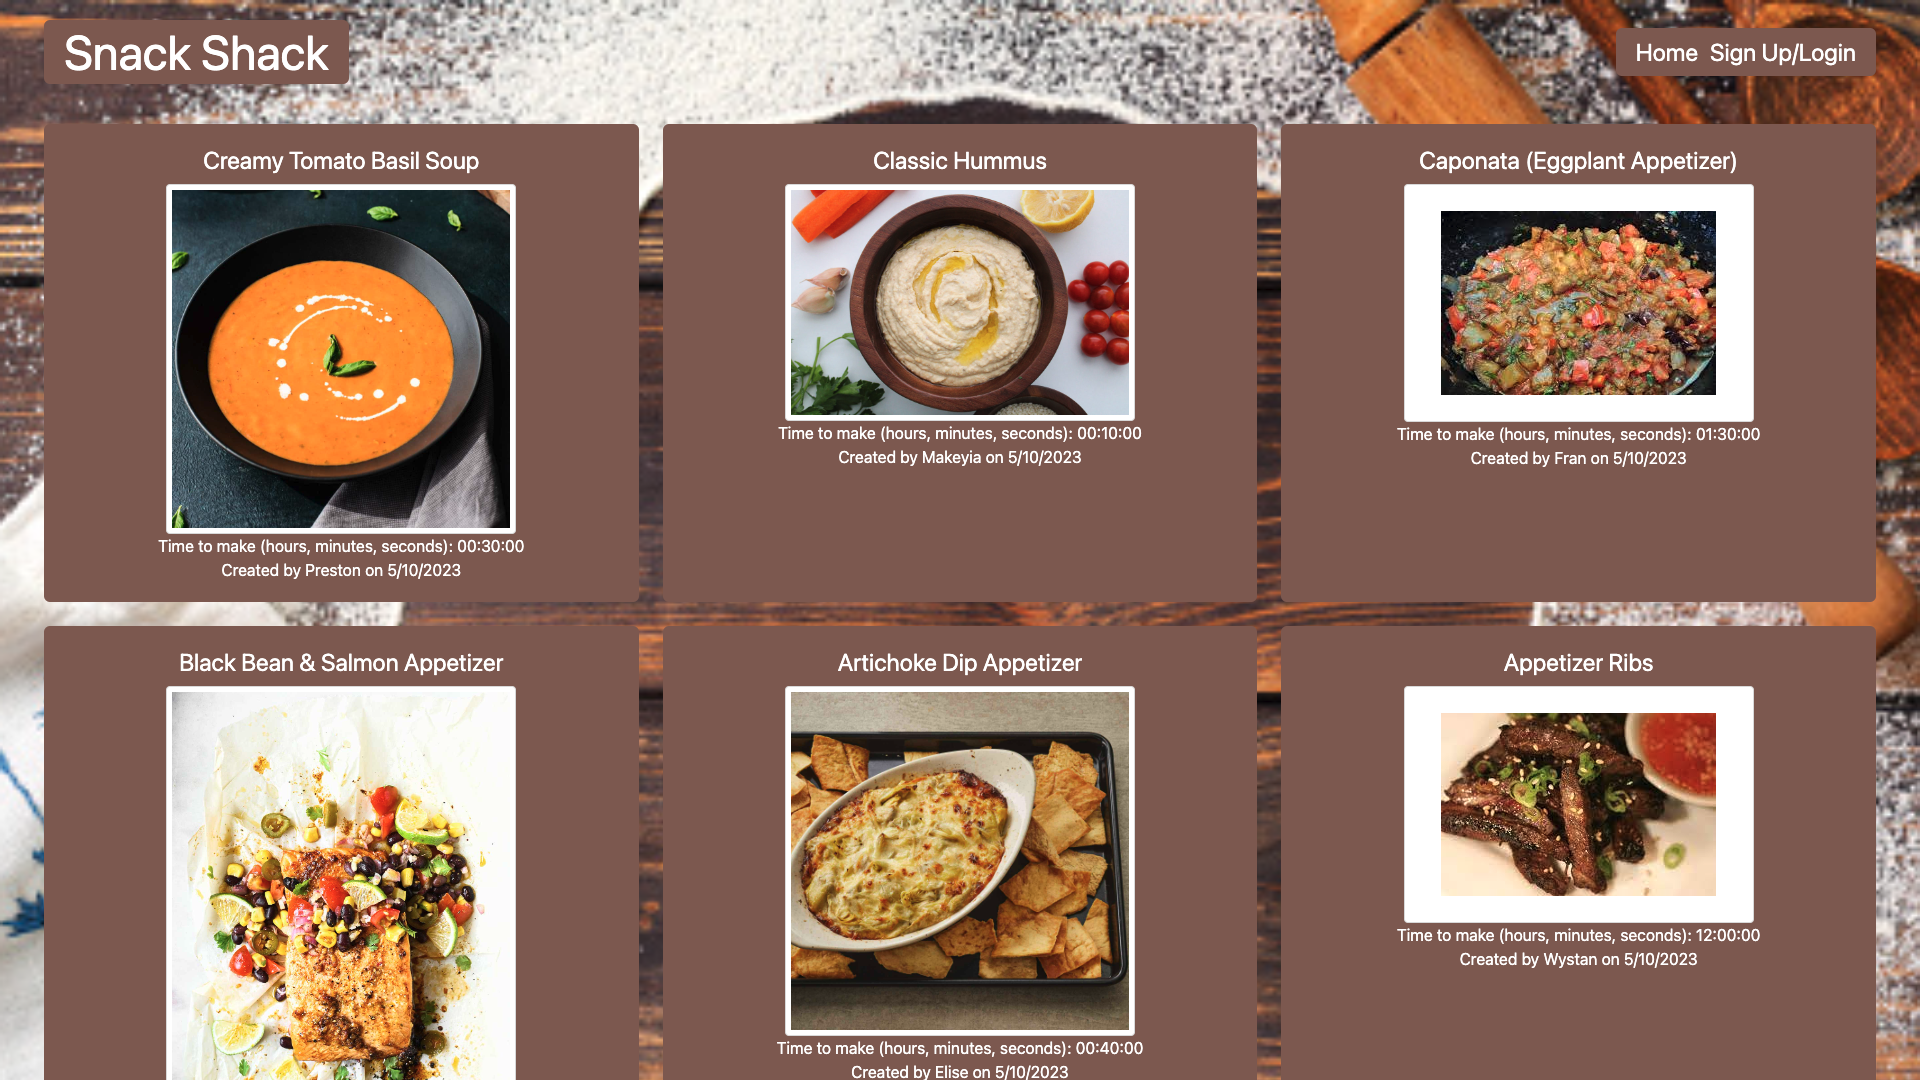 Snack Shack
Home Sign Up/Login
Creamy Tomato Basil Soup
Time to make (hours, minutes, seconds): 00:30:00
Created by Preston on 5/10/2023
Classic Hummus
Time to make (hours, minutes, seconds): 00:10:00
Created by Makeyia on 5/10/2023
Caponata (Eggplant Appetizer)
Time to make (hours, minutes, seconds): 01:30:00
Created by Fran on 5/10/2023
Black Bean & Salmon Appetizer
Artichoke Dip Appetizer
Time to make (hours, minutes, seconds): 00:40:00
Created by Elise on 5/10/2023
Appetizer Ribs
Time to make (hours, minutes, seconds): 12:00:00
Created by Wystan on 5/10/2023